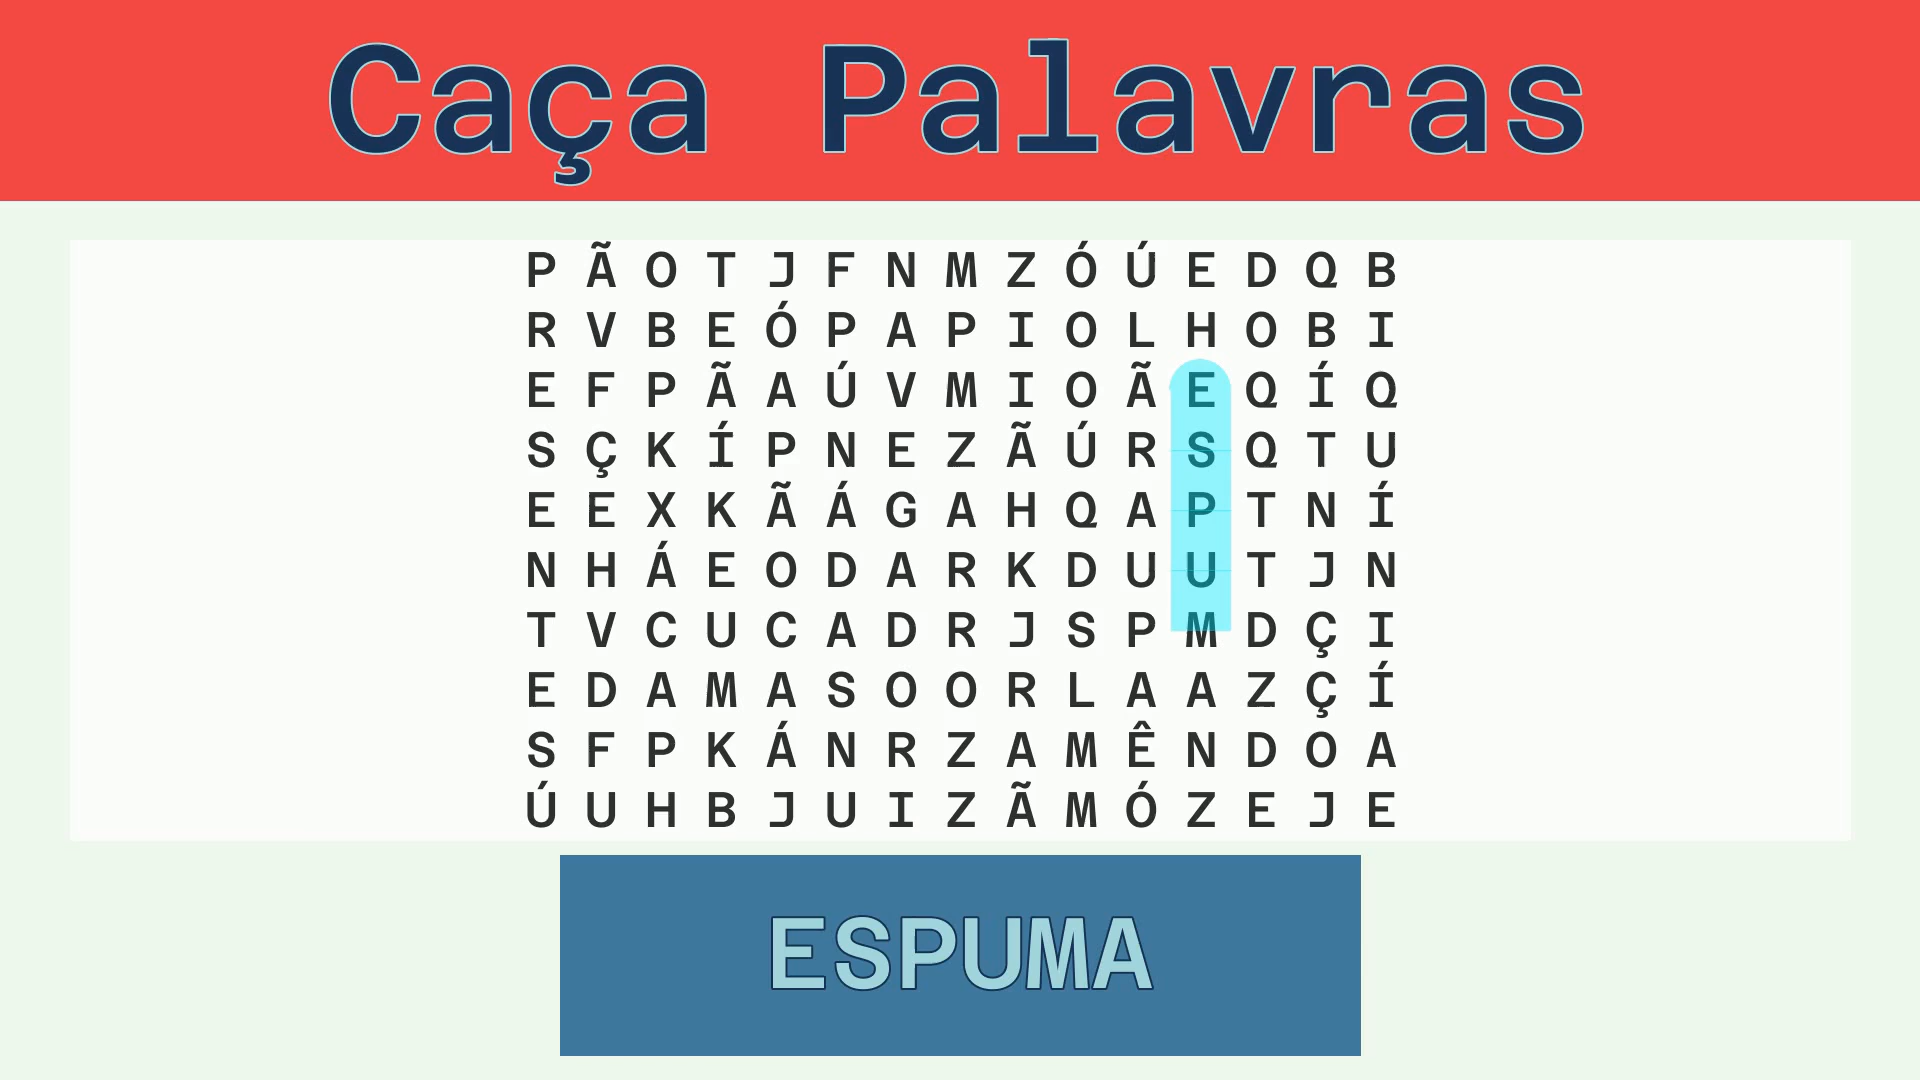 Caça Palavras
P Ã O T J F N M Z Ó Ú E D Q B
R V B E Ó P A P I O L H O B I
E F P Ã A Ú V M I O Ã E Q Í Q
S Ç K Í P N E Z Ã Ú R S Q T U
E E X K Ã Á G A H Q A P T N Í
N H Á E O D A R K D U U T J N
T V C U C A D R J S P M D Ç I
E D A M A S O O R L A A Z Ç Í
S F P K Á N R Z A M Ê N D O A
Ú U H B J U I Z Ã M Ó Z E J E
ESPUMA